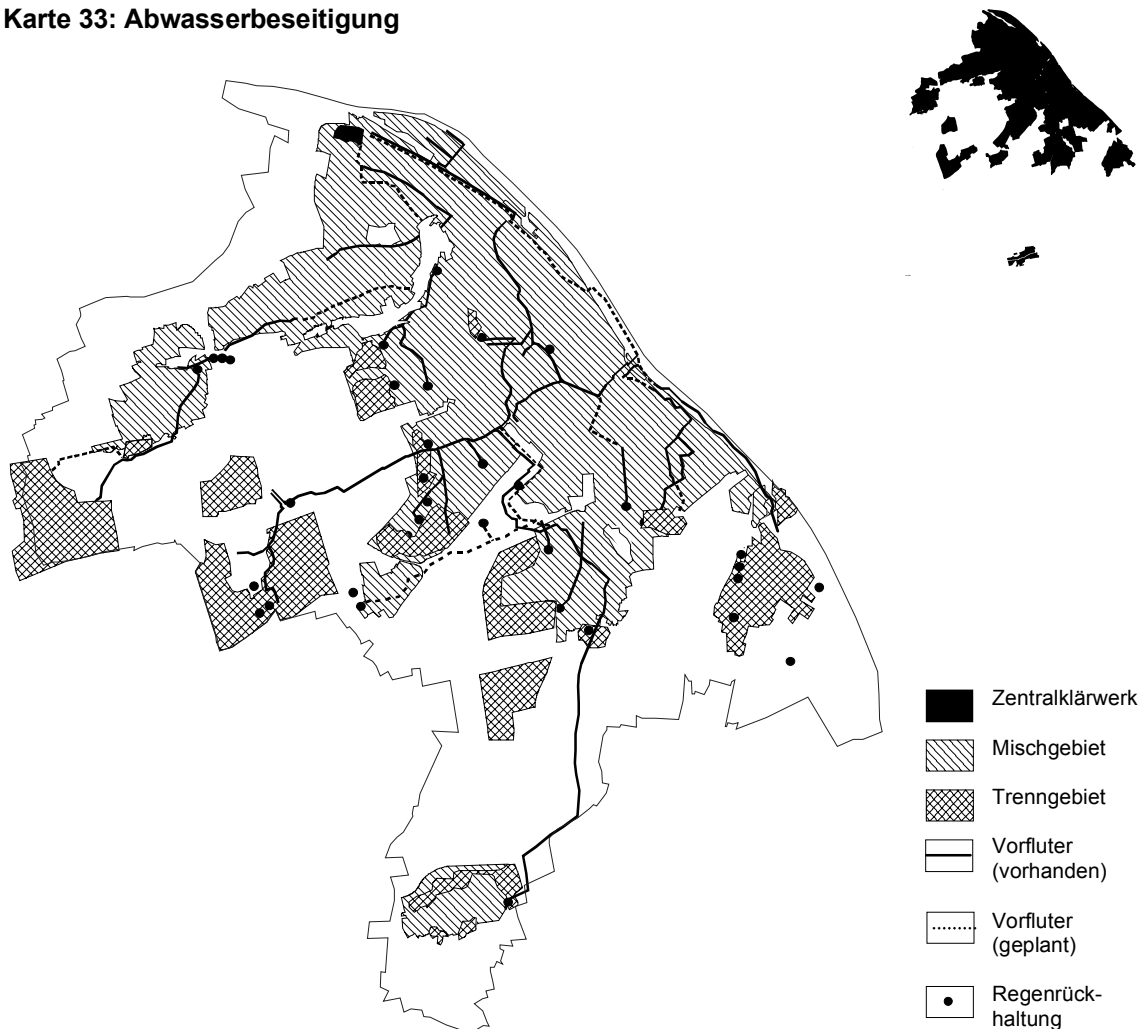 Karte 33: Abwasserbeseitigung
Zentralklärwerk
Mischgebiet
Trenngebiet
Vorfluter
(vorhanden)
Vorfluter
(geplant)
Regenrück-
haltung